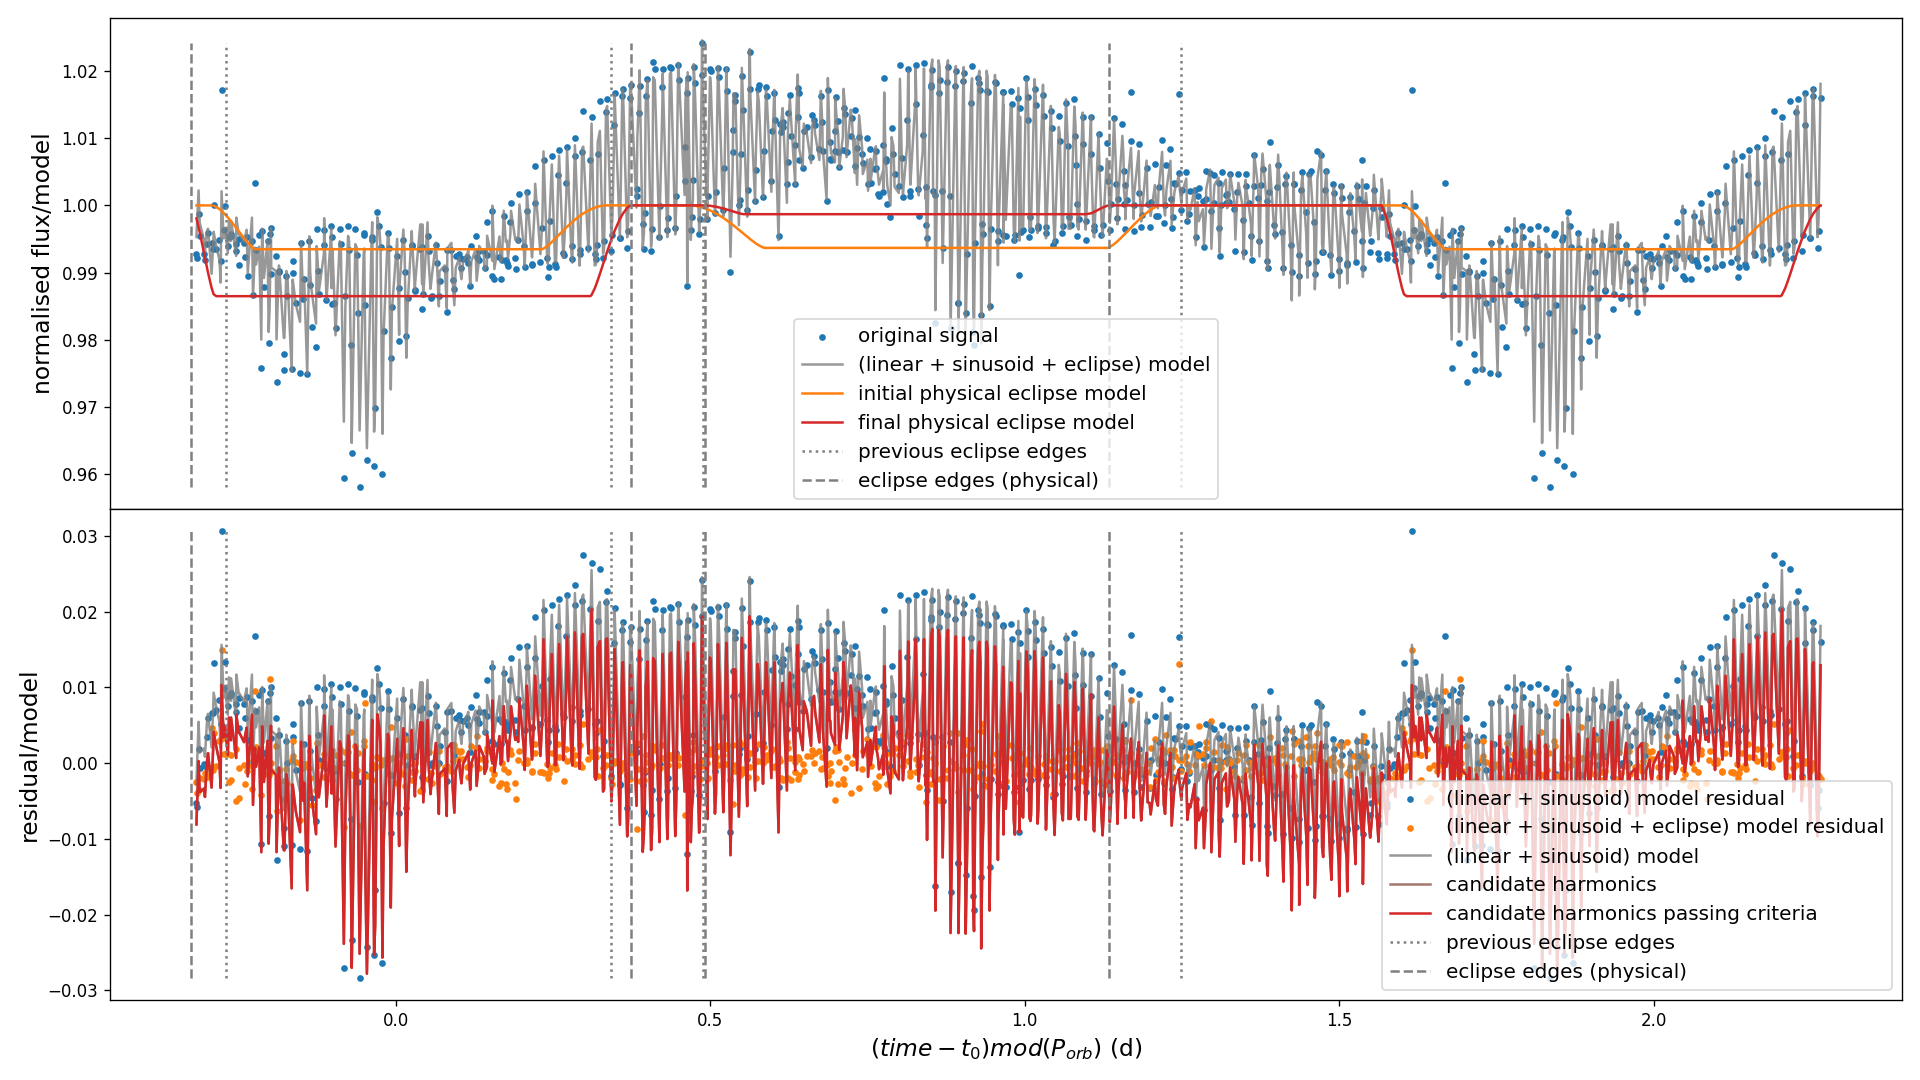 normalised flux/model
1.02
1.01
1.00
0.99
0.98
0.97
0.96
original signal
(linear + sinusoid + eclipse) model
initial physical eclipse model
final physical eclipse model
previous eclipse edges
eclipse edges (physical)
residual/model
0.03
0.02
0.01
0.00
−0.01
−0.02
−0.03
(linear + sinusoid) model residual
(linear + sinusoid + eclipse) model residual
(linear + sinusoid) model
candidate harmonics
candidate harmonics passing criteria
previous eclipse edges
eclipse edges (physical)
0.0 0.5 1.0 1.5 2.0
(time − t₀)mod(P_orb) (d)